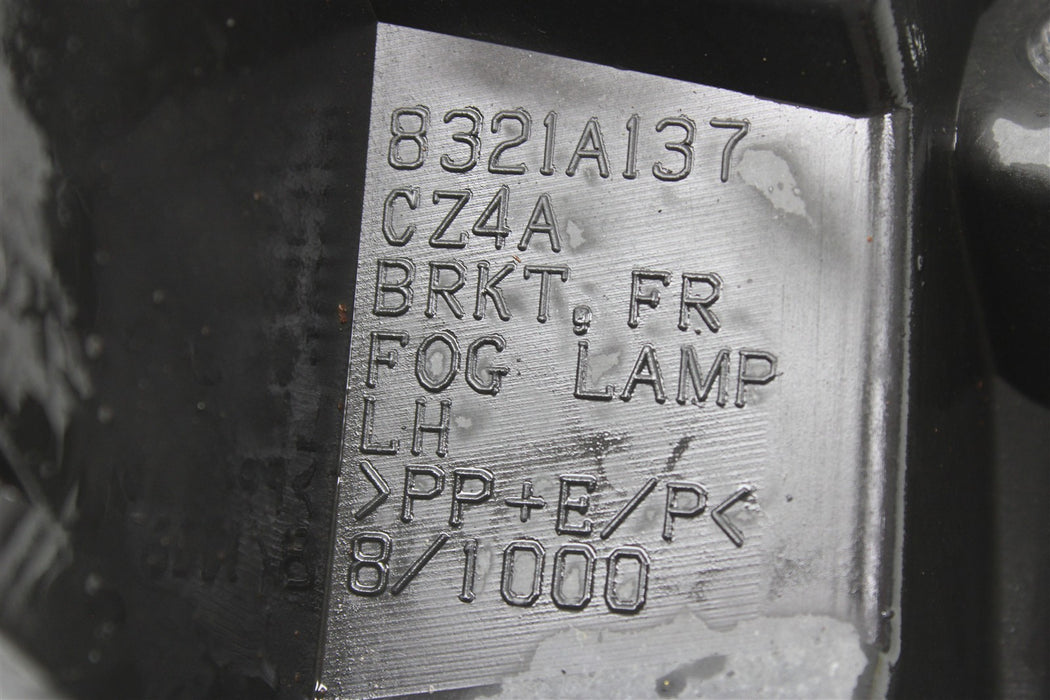 8321A137
CZ4A
BRKT, FR
FOG LAMP
LH
>PP+E/P<
8/1000